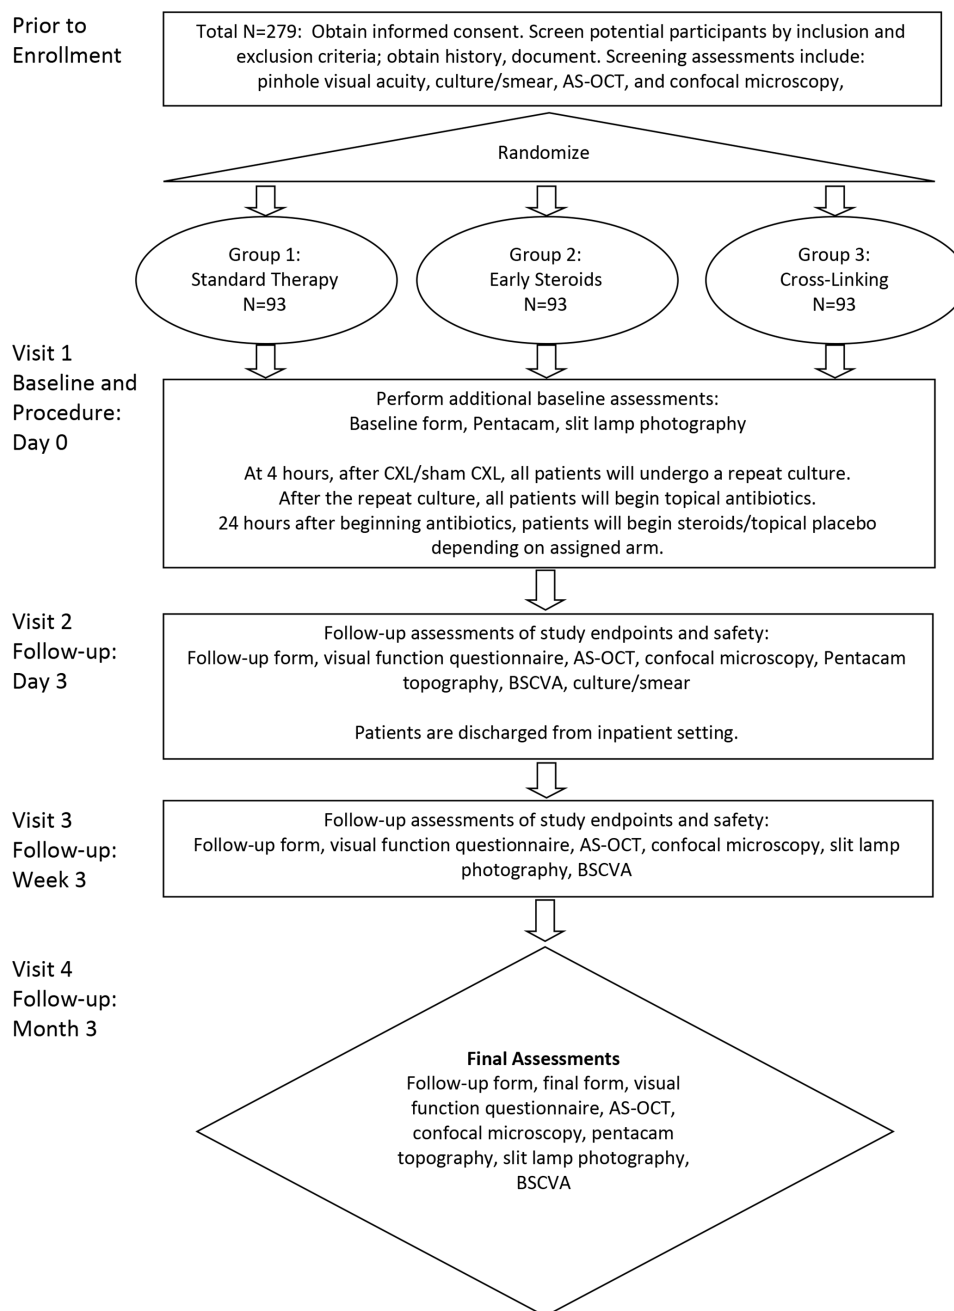 Prior to
Enrollment
Total N=279:  Obtain informed consent. Screen potential participants by inclusion and
exclusion criteria; obtain history, document. Screening assessments include:
pinhole visual acuity, culture/smear, AS-OCT, and confocal microscopy,
Randomize
Group 1:
Standard Therapy
N=93
Group 2:
Early Steroids
N=93
Group 3:
Cross-Linking
N=93
Visit 1
Baseline and
Procedure:
Day 0
Perform additional baseline assessments:
Baseline form, Pentacam, slit lamp photography
At 4 hours, after CXL/sham CXL, all patients will undergo a repeat culture.
After the repeat culture, all patients will begin topical antibiotics.
24 hours after beginning antibiotics, patients will begin steroids/topical placebo
depending on assigned arm.
Visit 2
Follow-up:
Day 3
Follow-up assessments of study endpoints and safety:
Follow-up form, visual function questionnaire, AS-OCT, confocal microscopy, Pentacam
topography, BSCVA, culture/smear
Patients are discharged from inpatient setting.
Visit 3
Follow-up:
Week 3
Follow-up assessments of study endpoints and safety:
Follow-up form, visual function questionnaire, AS-OCT, confocal microscopy, slit lamp
photography, BSCVA
Visit 4
Follow-up:
Month 3
Final Assessments
Follow-up form, final form, visual
function questionnaire, AS-OCT,
confocal microscopy, pentacam
topography, slit lamp photography,
BSCVA